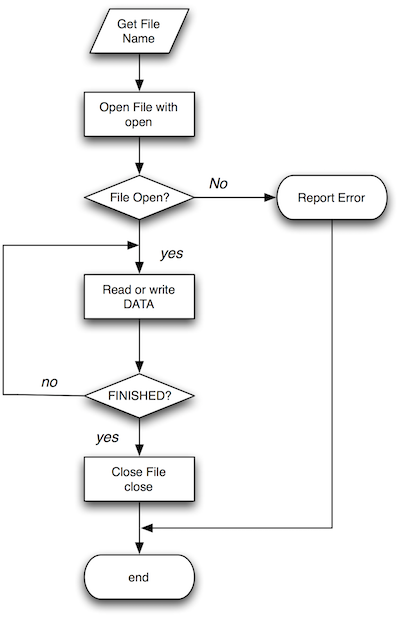 Get File
Name
Open File with
open
File Open?
No
Report Error
yes
Read or write
DATA
no
FINISHED?
yes
Close File
close
end